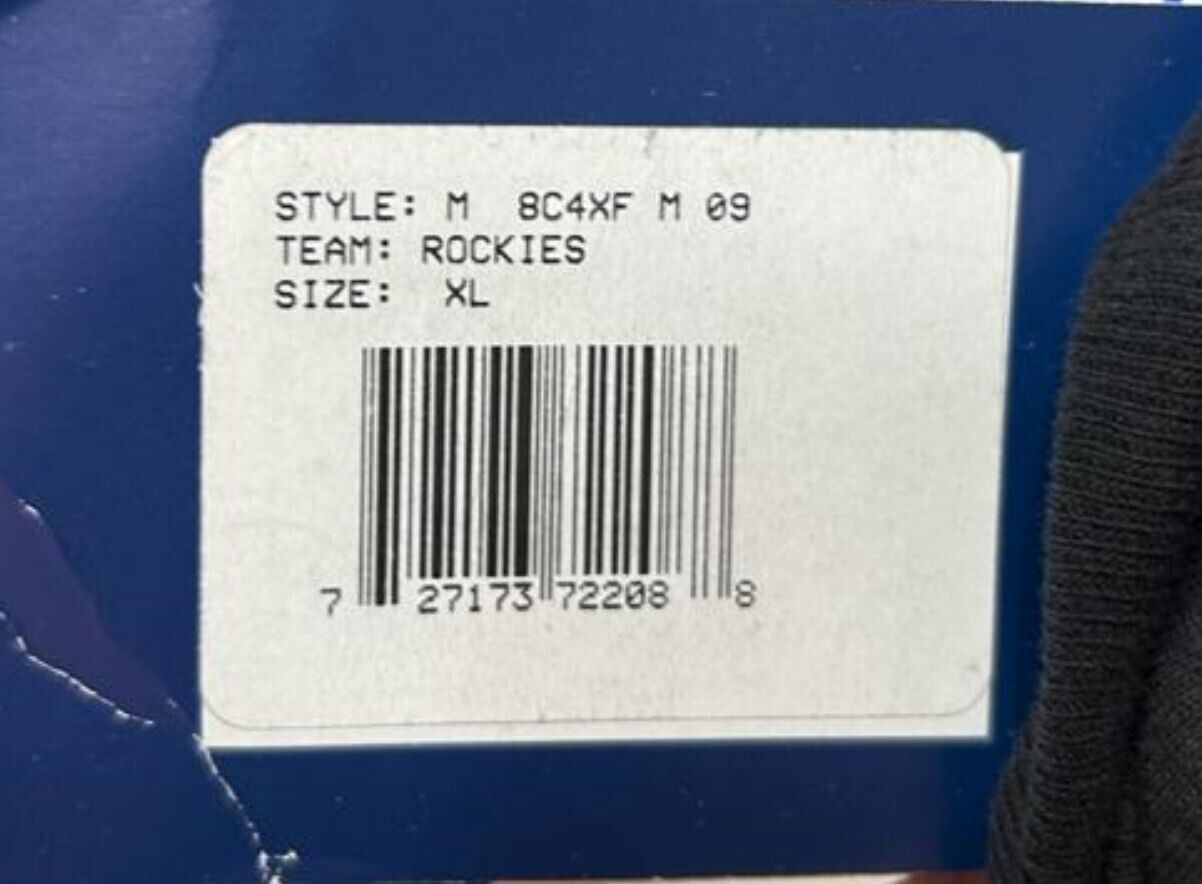 STYLE: M 8C4XF M 09
TEAM: ROCKIES
SIZE: XL
7 27173 72208 8